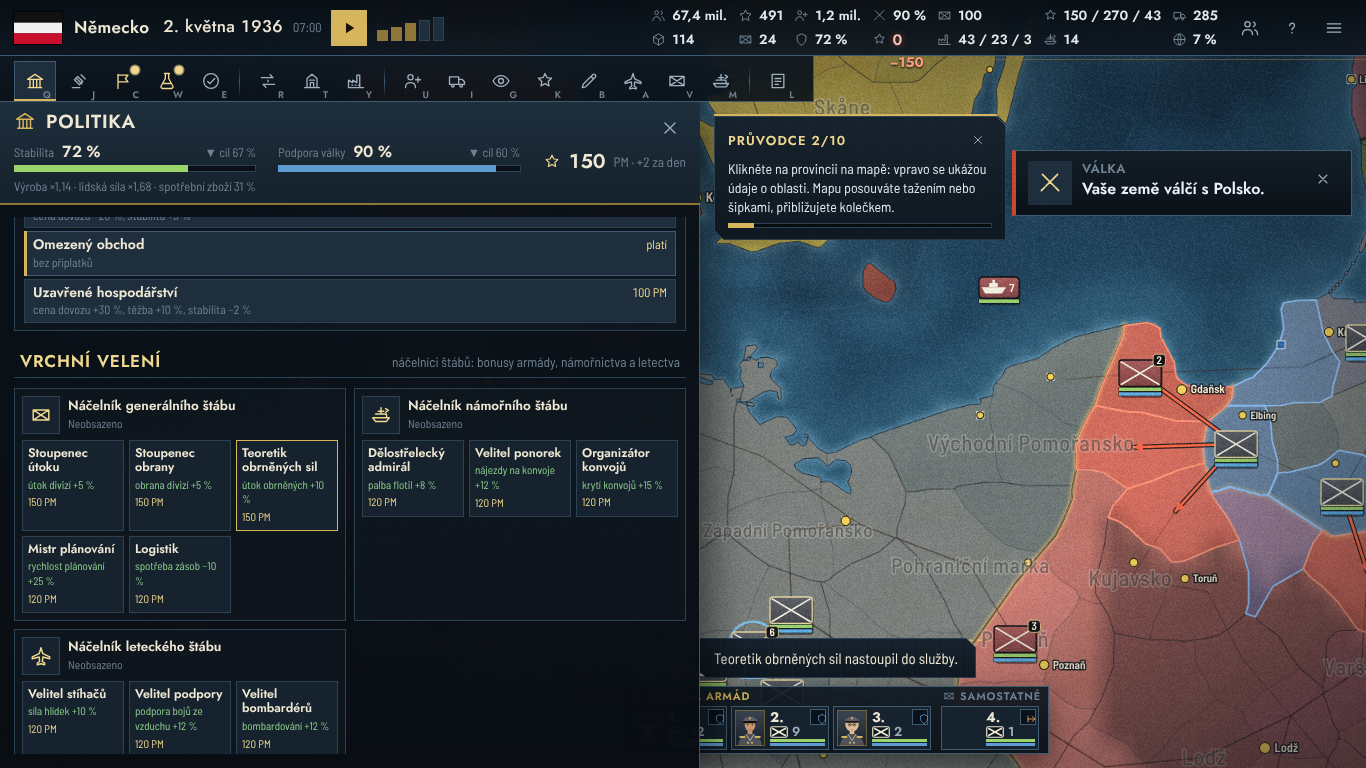 Německo 2. května 1936 07:00
67,4 mil. 491 1,2 mil. 90 % 100 150 / 270 / 43 285
114 24 72 % 0 43 / 23 / 3 14 7 %
Q J C W E R T Y U I G K B A V M L
−150
POLITIKA
Stabilita 72 % ▼ cíl 67 %
Podpora války 90 % ▼ cíl 60 %
150 PM · +2 za den
Výroba ×1,14 · lidská síla ×1,68 · spotřební zboží 31 %
Omezený obchod platí
bez příplatků
Uzavřené hospodářství 100 PM
cena dovozu +30 %, těžba +10 %, stabilita −2 %
VRCHNÍ VELENÍ náčelníci štábů: bonusy armády, námořnictva a letectva
Náčelník generálního štábu
Neobsazeno
Stoupenec útoku
útok divizí +5 %
150 PM
Stoupenec obrany
obrana divizí +5 %
150 PM
Teoretik obrněných sil
útok obrněných +10 %
150 PM
Mistr plánování
rychlost plánování +25 %
120 PM
Logistik
spotřeba zásob −10 %
120 PM
Náčelník námořního štábu
Neobsazeno
Dělostřelecký admirál
palba flotil +8 %
120 PM
Velitel ponorek
nájezdy na konvoje +12 %
120 PM
Organizátor konvojů
krytí konvojů +15 %
120 PM
Náčelník leteckého štábu
Neobsazeno
Velitel stíhačů
síla hlídek +10 %
120 PM
Velitel podpory
podpora bojů ze vzduchu +12 %
120 PM
Velitel bombardérů
bombardování +12 %
120 PM
PRŮVODCE 2/10
Klikněte na provincii na mapě: vpravo se ukážou
údaje o oblasti. Mapu posouváte tažením nebo
šipkami, přibližujete kolečkem.
VÁLKA
Vaše země válčí s Polskem.
Skåne
7
2
Gdaňsk
Elbing
Východní Pomořansko
Západní Pomořansko
Pohraniční marka
Kujavsko
Toruň
3
Poznaň
6
Teoretik obrněných sil nastoupil do služby.
ARMÁD SAMOSTATNÉ
2. 9
3. 2
4. 1
Lodž
Lodž